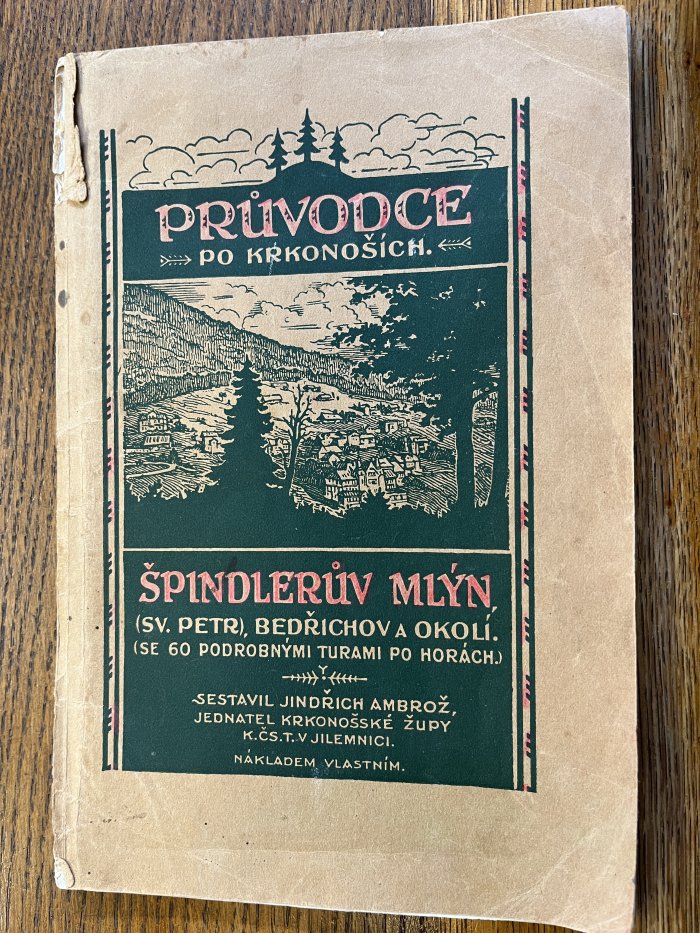 PRŮVODCE
PO KRKONOŠÍCH.
ŠPINDLERŮV MLÝN,
(SV. PETR), BEDŘICHOV A OKOLÍ.
(SE 60 PODROBNÝMI TURAMI PO HORÁCH.)
SESTAVIL JINDŘICH AMBROŽ,
JEDNATEL KRKONOŠSKÉ ŽUPY
K.ČS.T. V JILEMNICI.
NÁKLADEM VLASTNÍM.